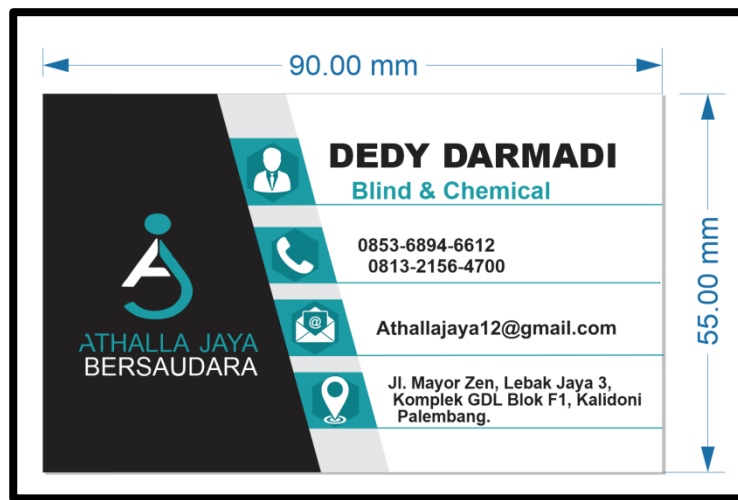 90.00 mm
DEDY DARMADI
Blind & Chemical
0853-6894-6612
0813-2156-4700
Athallajaya12@gmail.com
Jl. Mayor Zen, Lebak Jaya 3,
Komplek GDL Blok F1, Kalidoni
Palembang.
AJ
ATHALLA JAYA
BERSAUDARA
@
55.00 mm